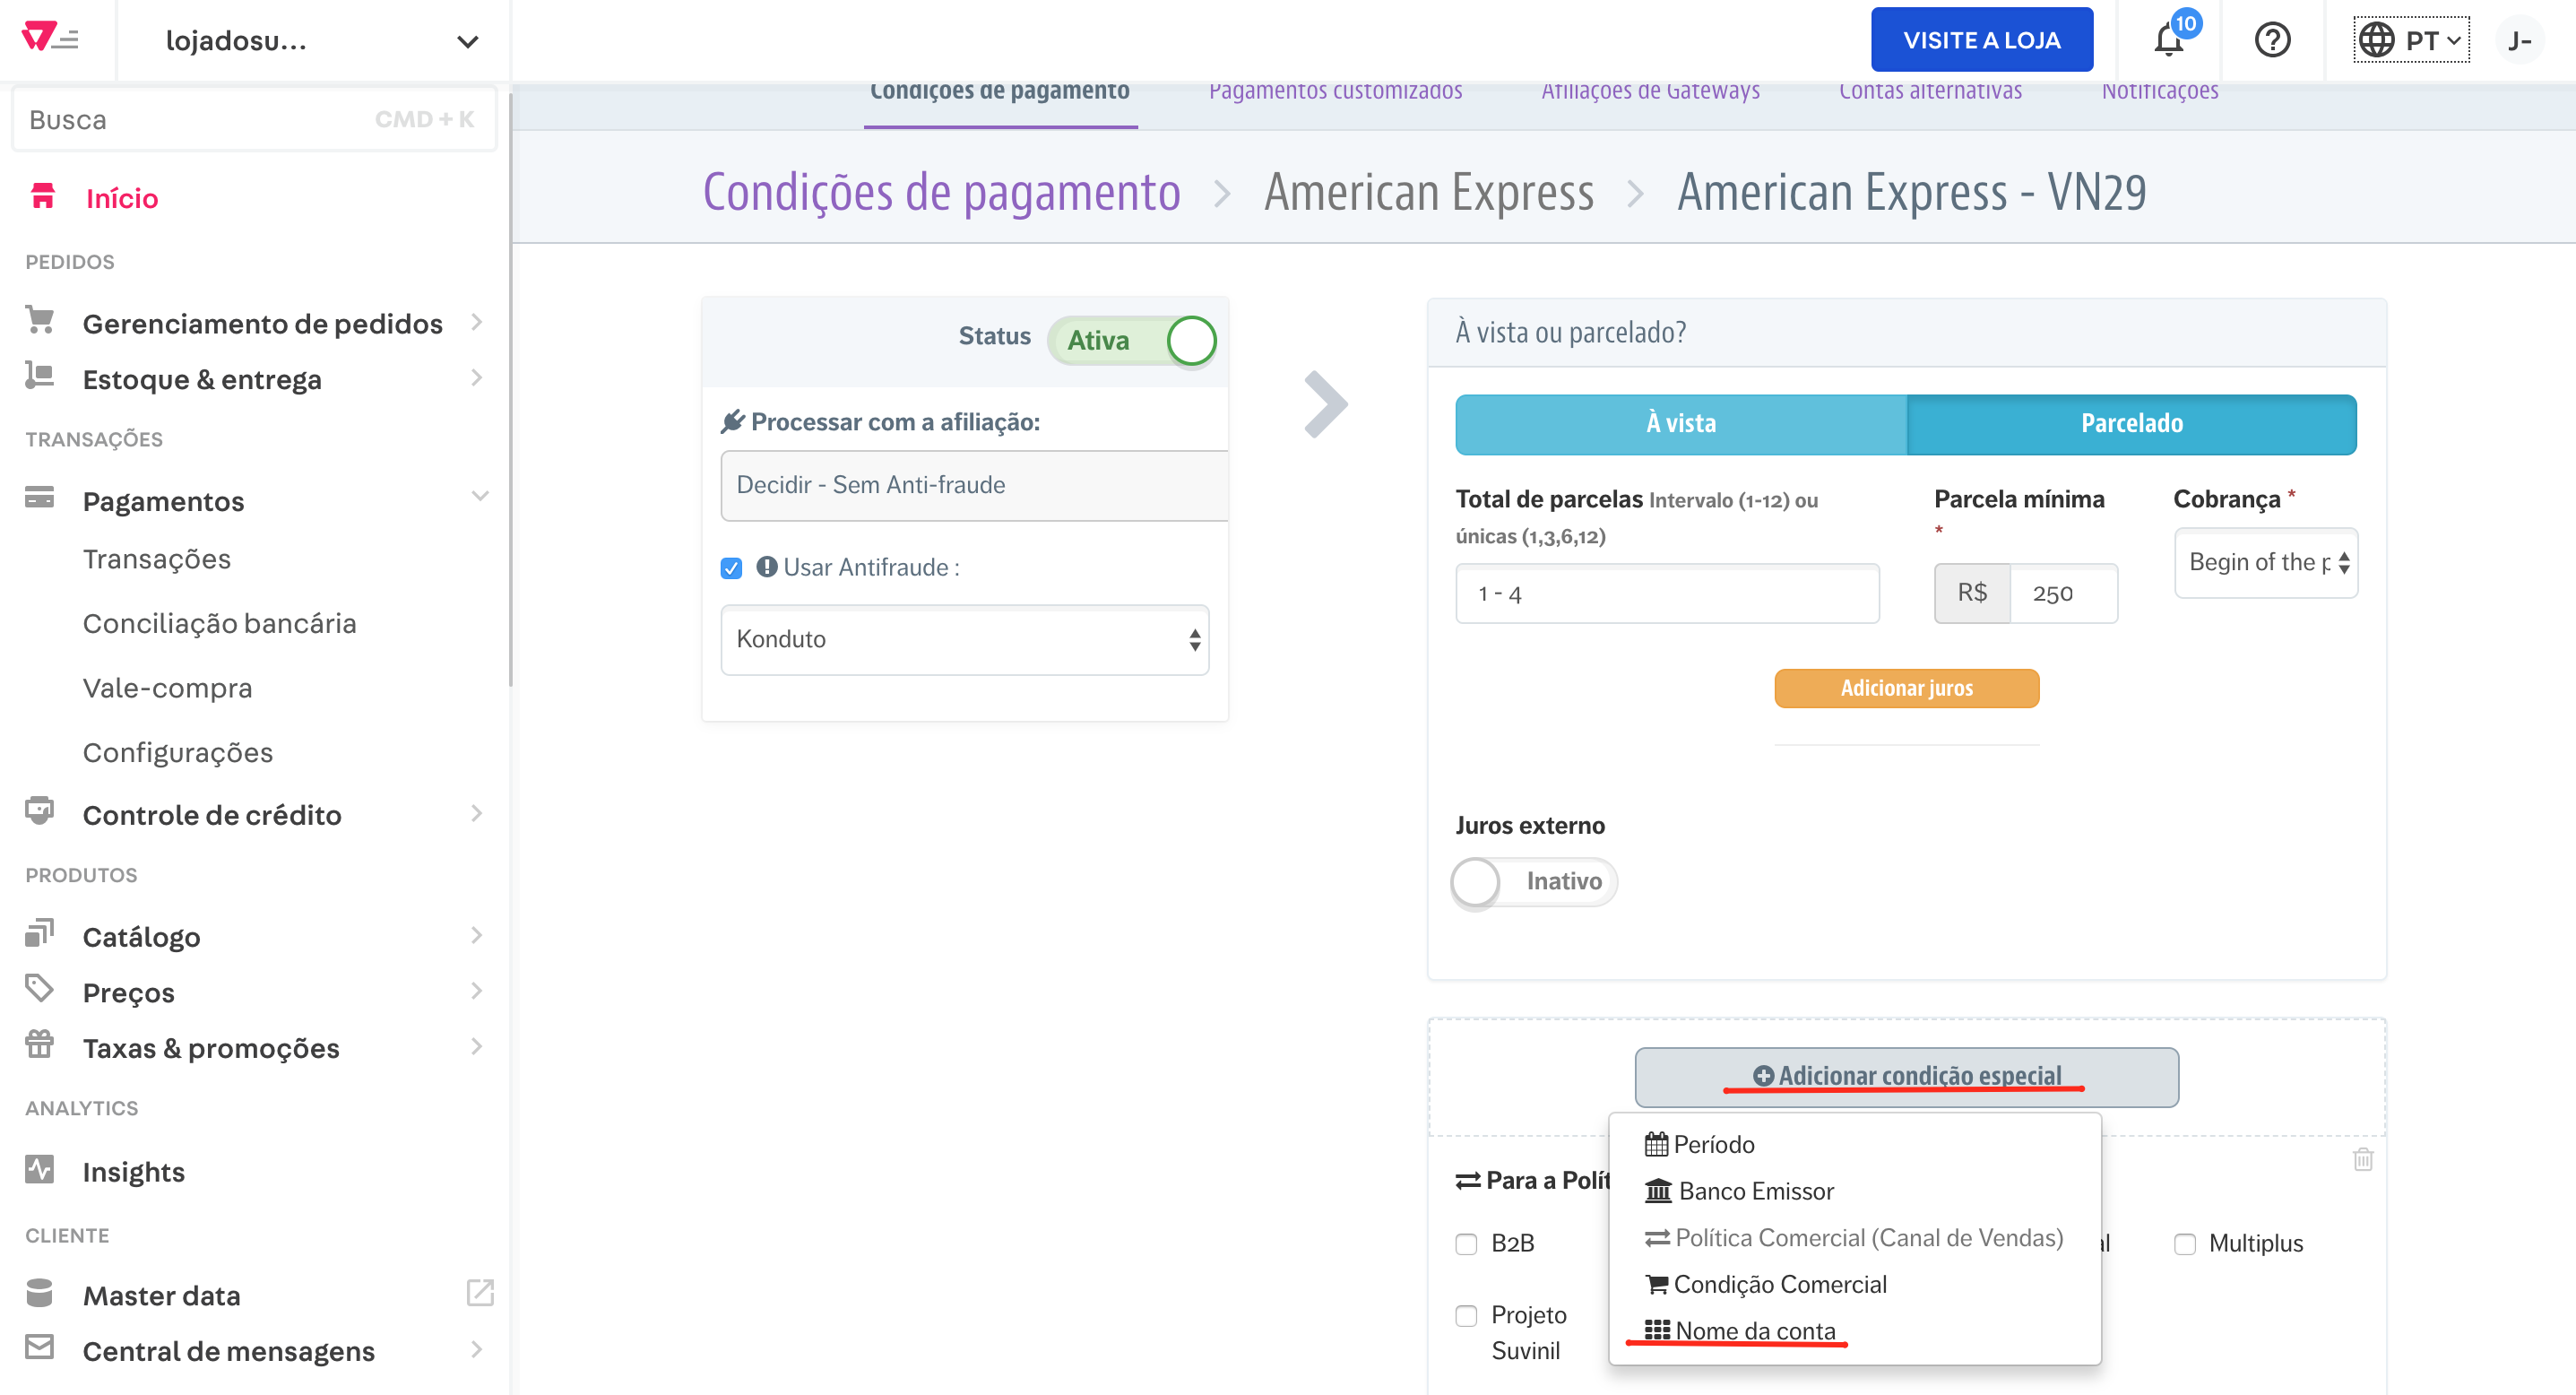 lojadosu...
VISITE A LOJA
10
PT
J-
Busca
CMD + K
Condições de pagamento
Pagamentos customizados
Afiliações de Gateways
Contas alternativas
Notificações
Início
PEDIDOS
Gerenciamento de pedidos
Estoque & entrega
TRANSAÇÕES
Pagamentos
Transações
Conciliação bancária
Vale-compra
Configurações
Controle de crédito
PRODUTOS
Catálogo
Preços
Taxas & promoções
ANALYTICS
Insights
CLIENTE
Master data
Central de mensagens
Condições de pagamento > American Express > American Express - VN29
Status
Ativa
Processar com a afiliação:
Decidir - Sem Anti-fraude
Usar Antifraude :
Konduto
À vista ou parcelado?
À vista
Parcelado
Total de parcelas Intervalo (1-12) ou
únicas (1,3,6,12)
1 - 4
Parcela mínima
*
R$ 250
Cobrança *
Begin of the p
Adicionar juros
Juros externo
Inativo
Adicionar condição especial
Período
Banco Emissor
Política Comercial (Canal de Vendas)
Condição Comercial
Nome da conta
Para a Polít
B2B
Multiplus
Projeto
Suvinil